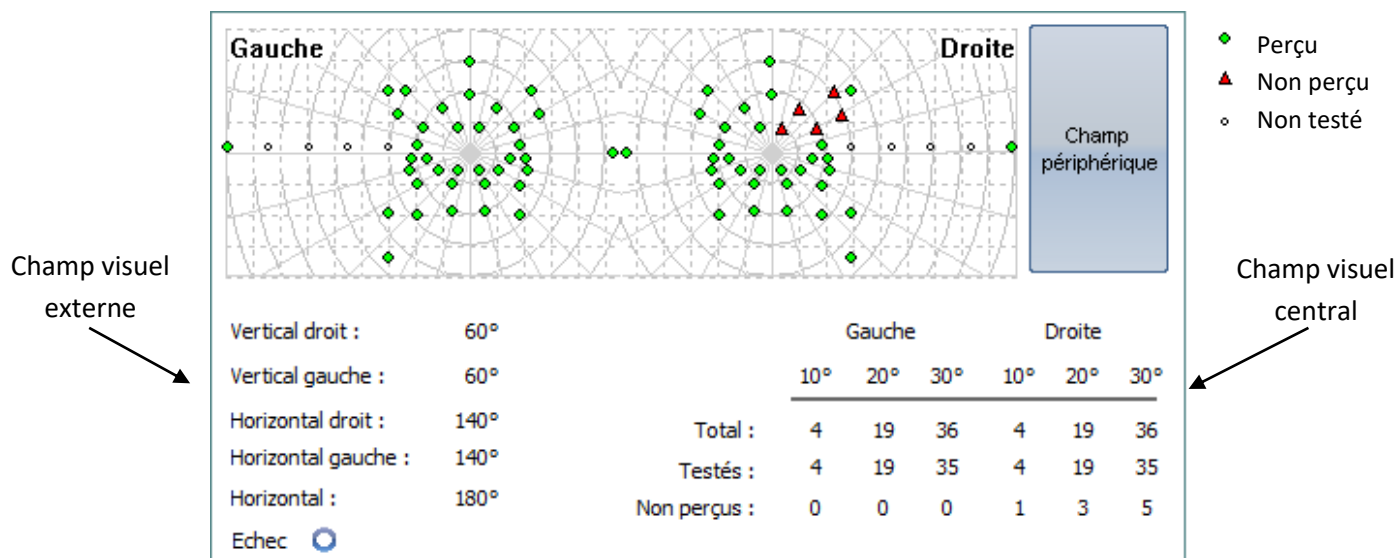 Gauche
Droite
Champ
périphérique
Perçu
Non perçu
Non testé
Champ visuel
externe
Champ visuel
central
Vertical droit : 60°
Vertical gauche : 60°
Horizontal droit : 140°
Horizontal gauche : 140°
Horizontal : 180°
Echec
Gauche Droite
10° 20° 30° 10° 20° 30°
Total : 4 19 36 4 19 36
Testés : 4 19 35 4 19 35
Non perçus : 0 0 0 1 3 5